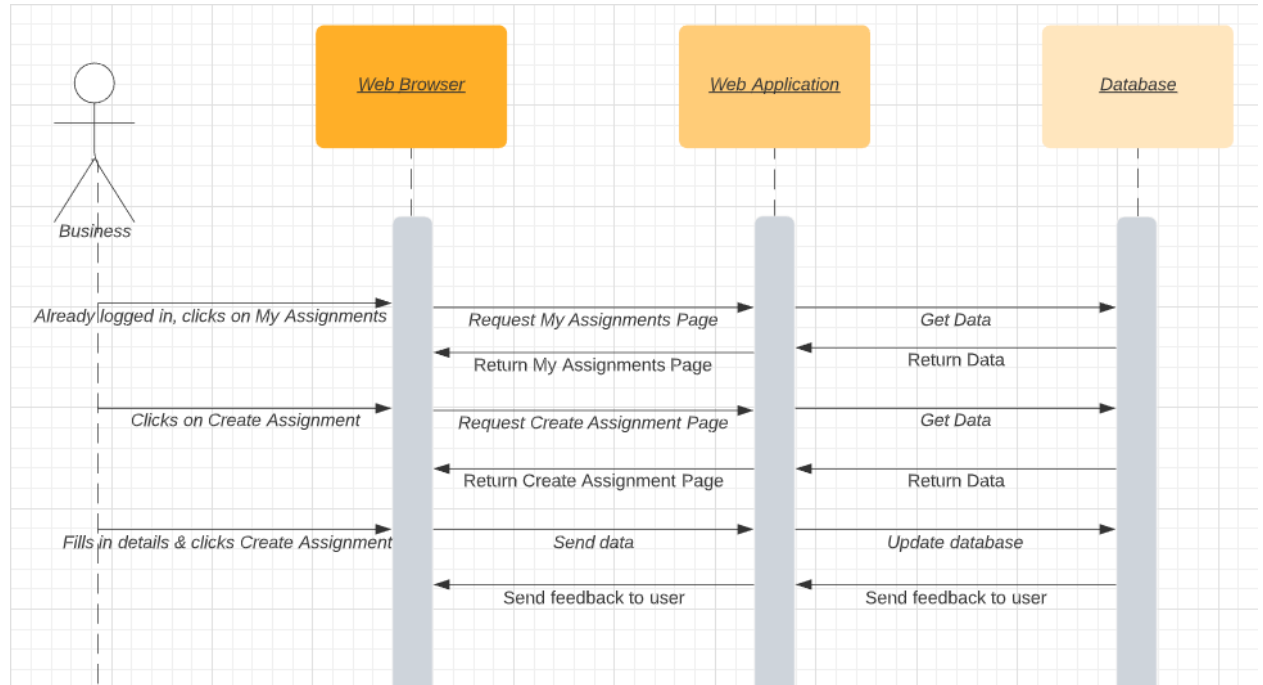 Web Browser
Web Application
Database
Business
Already logged in, clicks on My Assignments
Request My Assignments Page
Get Data
Return My Assignments Page
Return Data
Clicks on Create Assignment
Request Create Assignment Page
Get Data
Return Create Assignment Page
Return Data
Fills in details & clicks Create Assignment
Send data
Update database
Send feedback to user
Send feedback to user